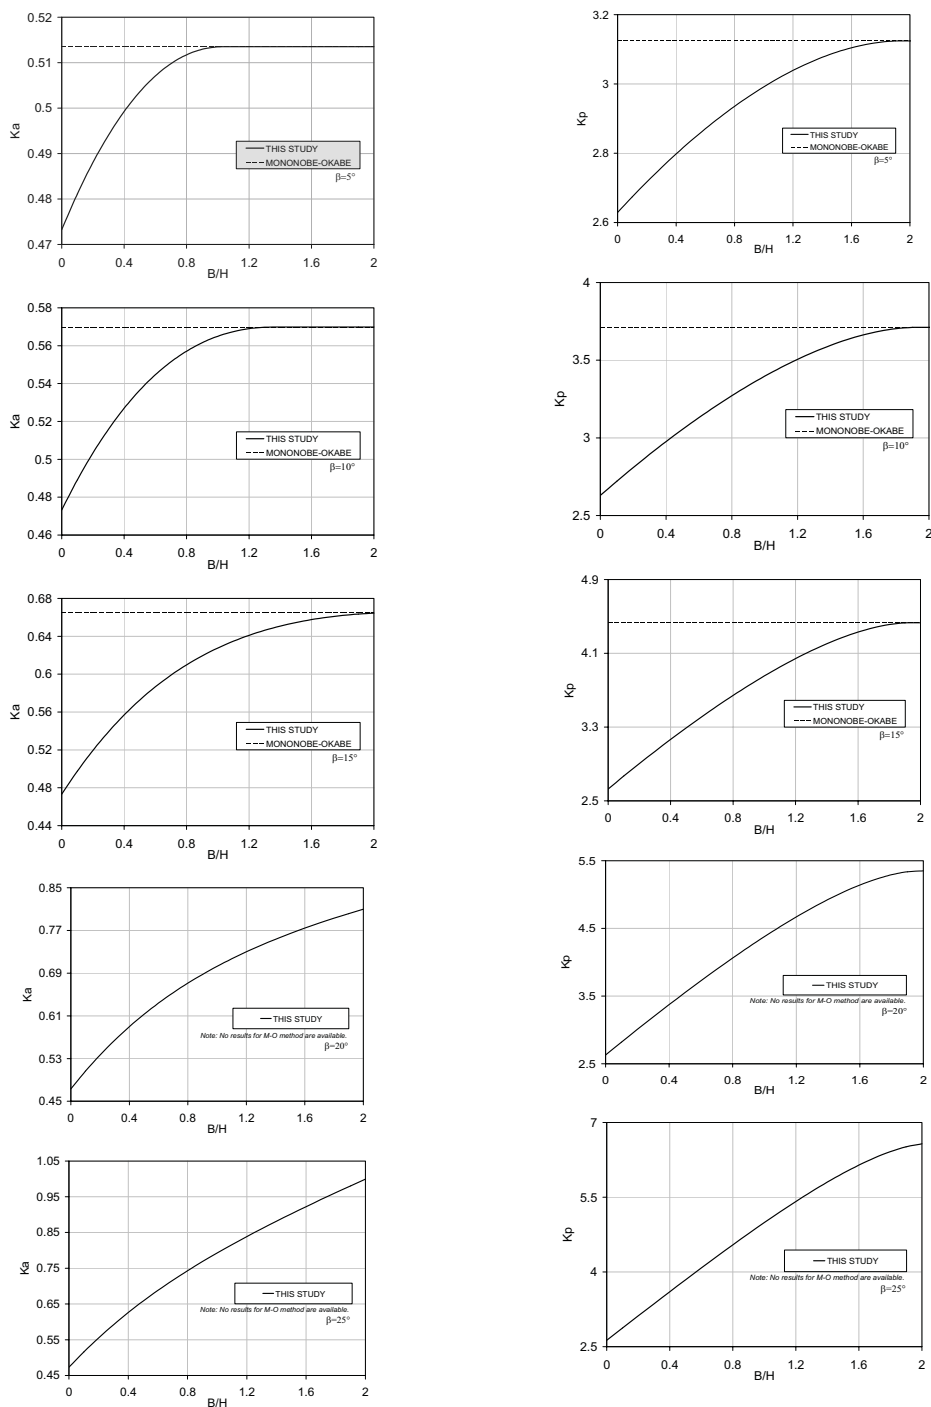 0.52
0.51
0.5
0.49
0.48
0.47
Ka
0 0.4 0.8 1.2 1.6 2
B/H
THIS STUDY
MONONOBE-OKABE
β=5°
3.2
3
2.8
2.6
Kp
0 0.4 0.8 1.2 1.6 2
B/H
THIS STUDY
MONONOBE-OKABE
β=5°
0.58
0.56
0.54
0.52
0.5
0.48
0.46
Ka
0 0.4 0.8 1.2 1.6 2
B/H
THIS STUDY
MONONOBE-OKABE
β=10°
4
3.5
3
2.5
Kp
0 0.4 0.8 1.2 1.6 2
B/H
THIS STUDY
MONONOBE-OKABE
β=10°
0.68
0.64
0.6
0.56
0.52
0.48
0.44
Ka
0 0.4 0.8 1.2 1.6 2
B/H
THIS STUDY
MONONOBE-OKABE
β=15°
4.9
4.1
3.3
2.5
Kp
0 0.4 0.8 1.2 1.6 2
B/H
THIS STUDY
MONONOBE-OKABE
β=15°
0.85
0.77
0.69
0.61
0.53
0.45
Ka
0 0.4 0.8 1.2 1.6 2
B/H
THIS STUDY
Note: No results for M-O method are available.
β=20°
5.5
4.5
3.5
2.5
Kp
0 0.4 0.8 1.2 1.6 2
B/H
THIS STUDY
Note: No results for M-O method are available.
β=20°
1.05
0.95
0.85
0.75
0.65
0.55
0.45
Ka
0 0.4 0.8 1.2 1.6 2
B/H
THIS STUDY
Note: No results for M-O method are available.
β=25°
7
5.5
4
2.5
Kp
0 0.4 0.8 1.2 1.6 2
B/H
THIS STUDY
Note: No results for M-O method are available.
β=25°